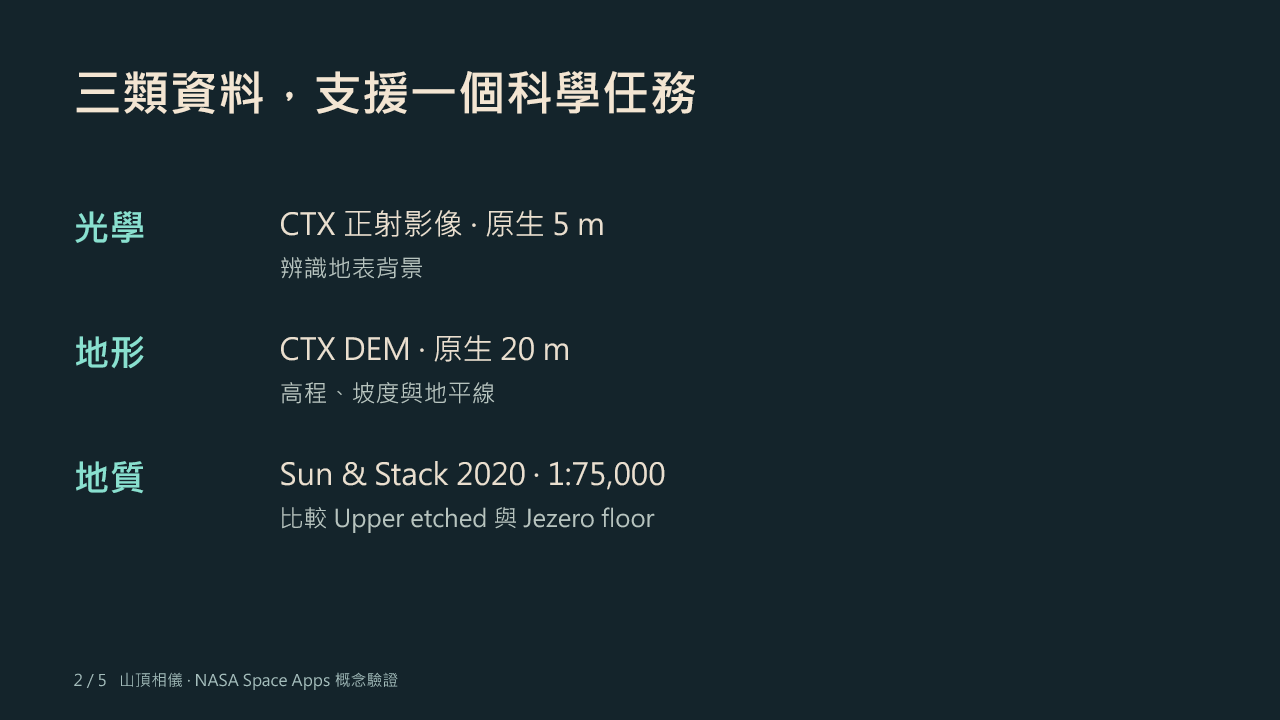 三類資料，支援一個科學任務
光學
CTX 正射影像 · 原生 5 m
辨識地表背景
地形
CTX DEM · 原生 20 m
高程、坡度與地平線
地質
Sun & Stack 2020 · 1:75,000
比較 Upper etched 與 Jezero floor
2 / 5 山頂相儀 · NASA Space Apps 概念驗證